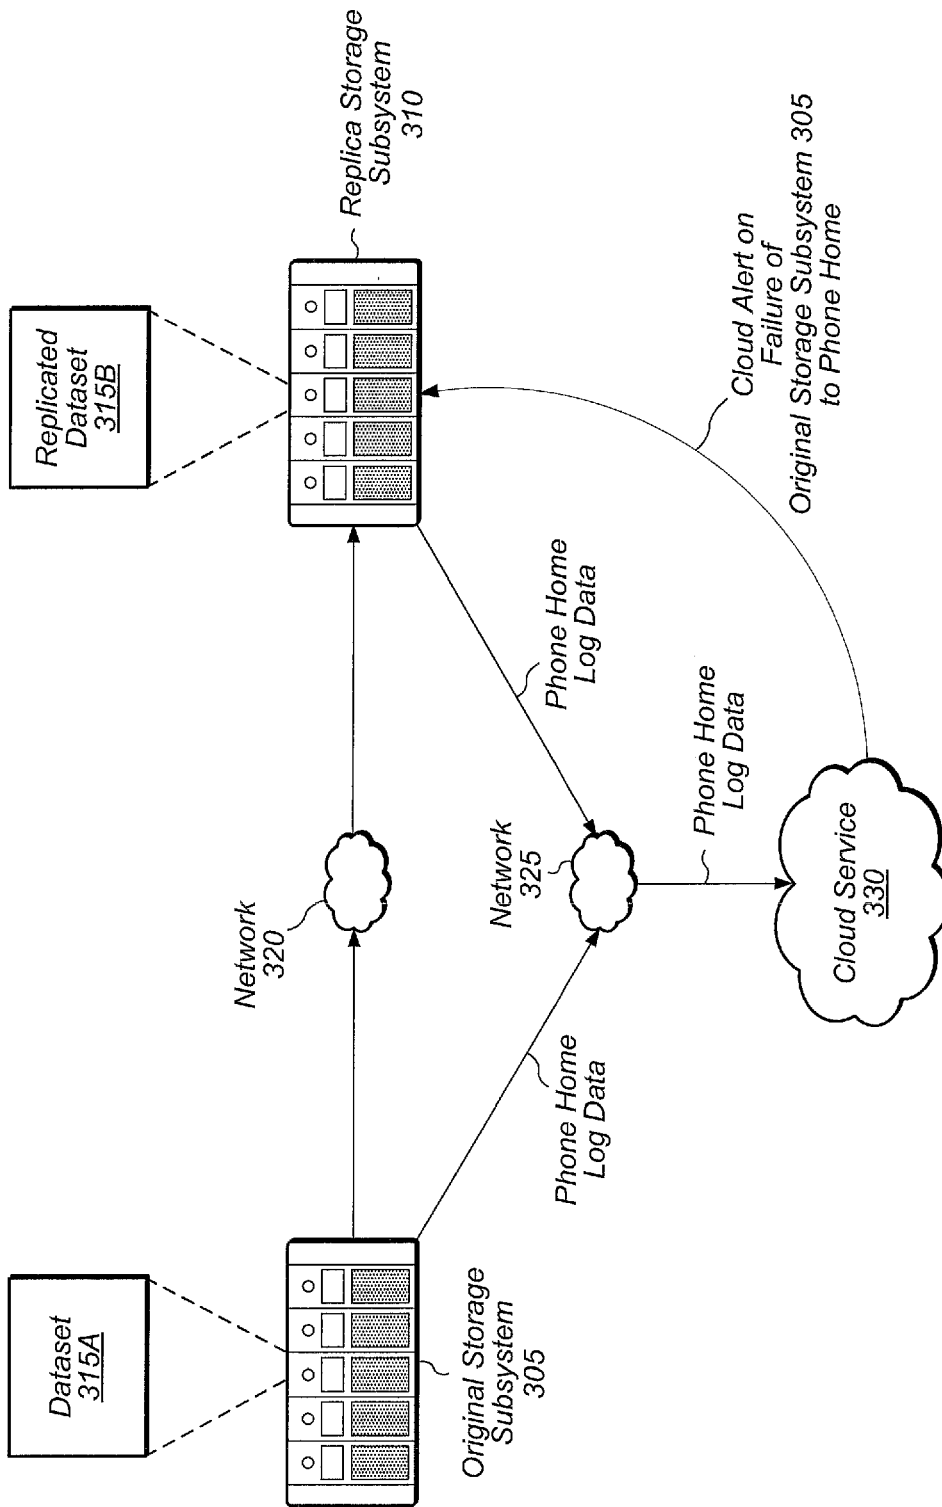 Dataset
315A
Replicated
Dataset
315B
Original Storage
Subsystem
305
Network
320
Replica Storage
Subsystem
310
Phone Home
Log Data
Network
325
Phone Home
Log Data
Phone Home
Log Data
Cloud Service
330
Cloud Alert on
Failure of
Original Storage Subsystem 305
to Phone Home